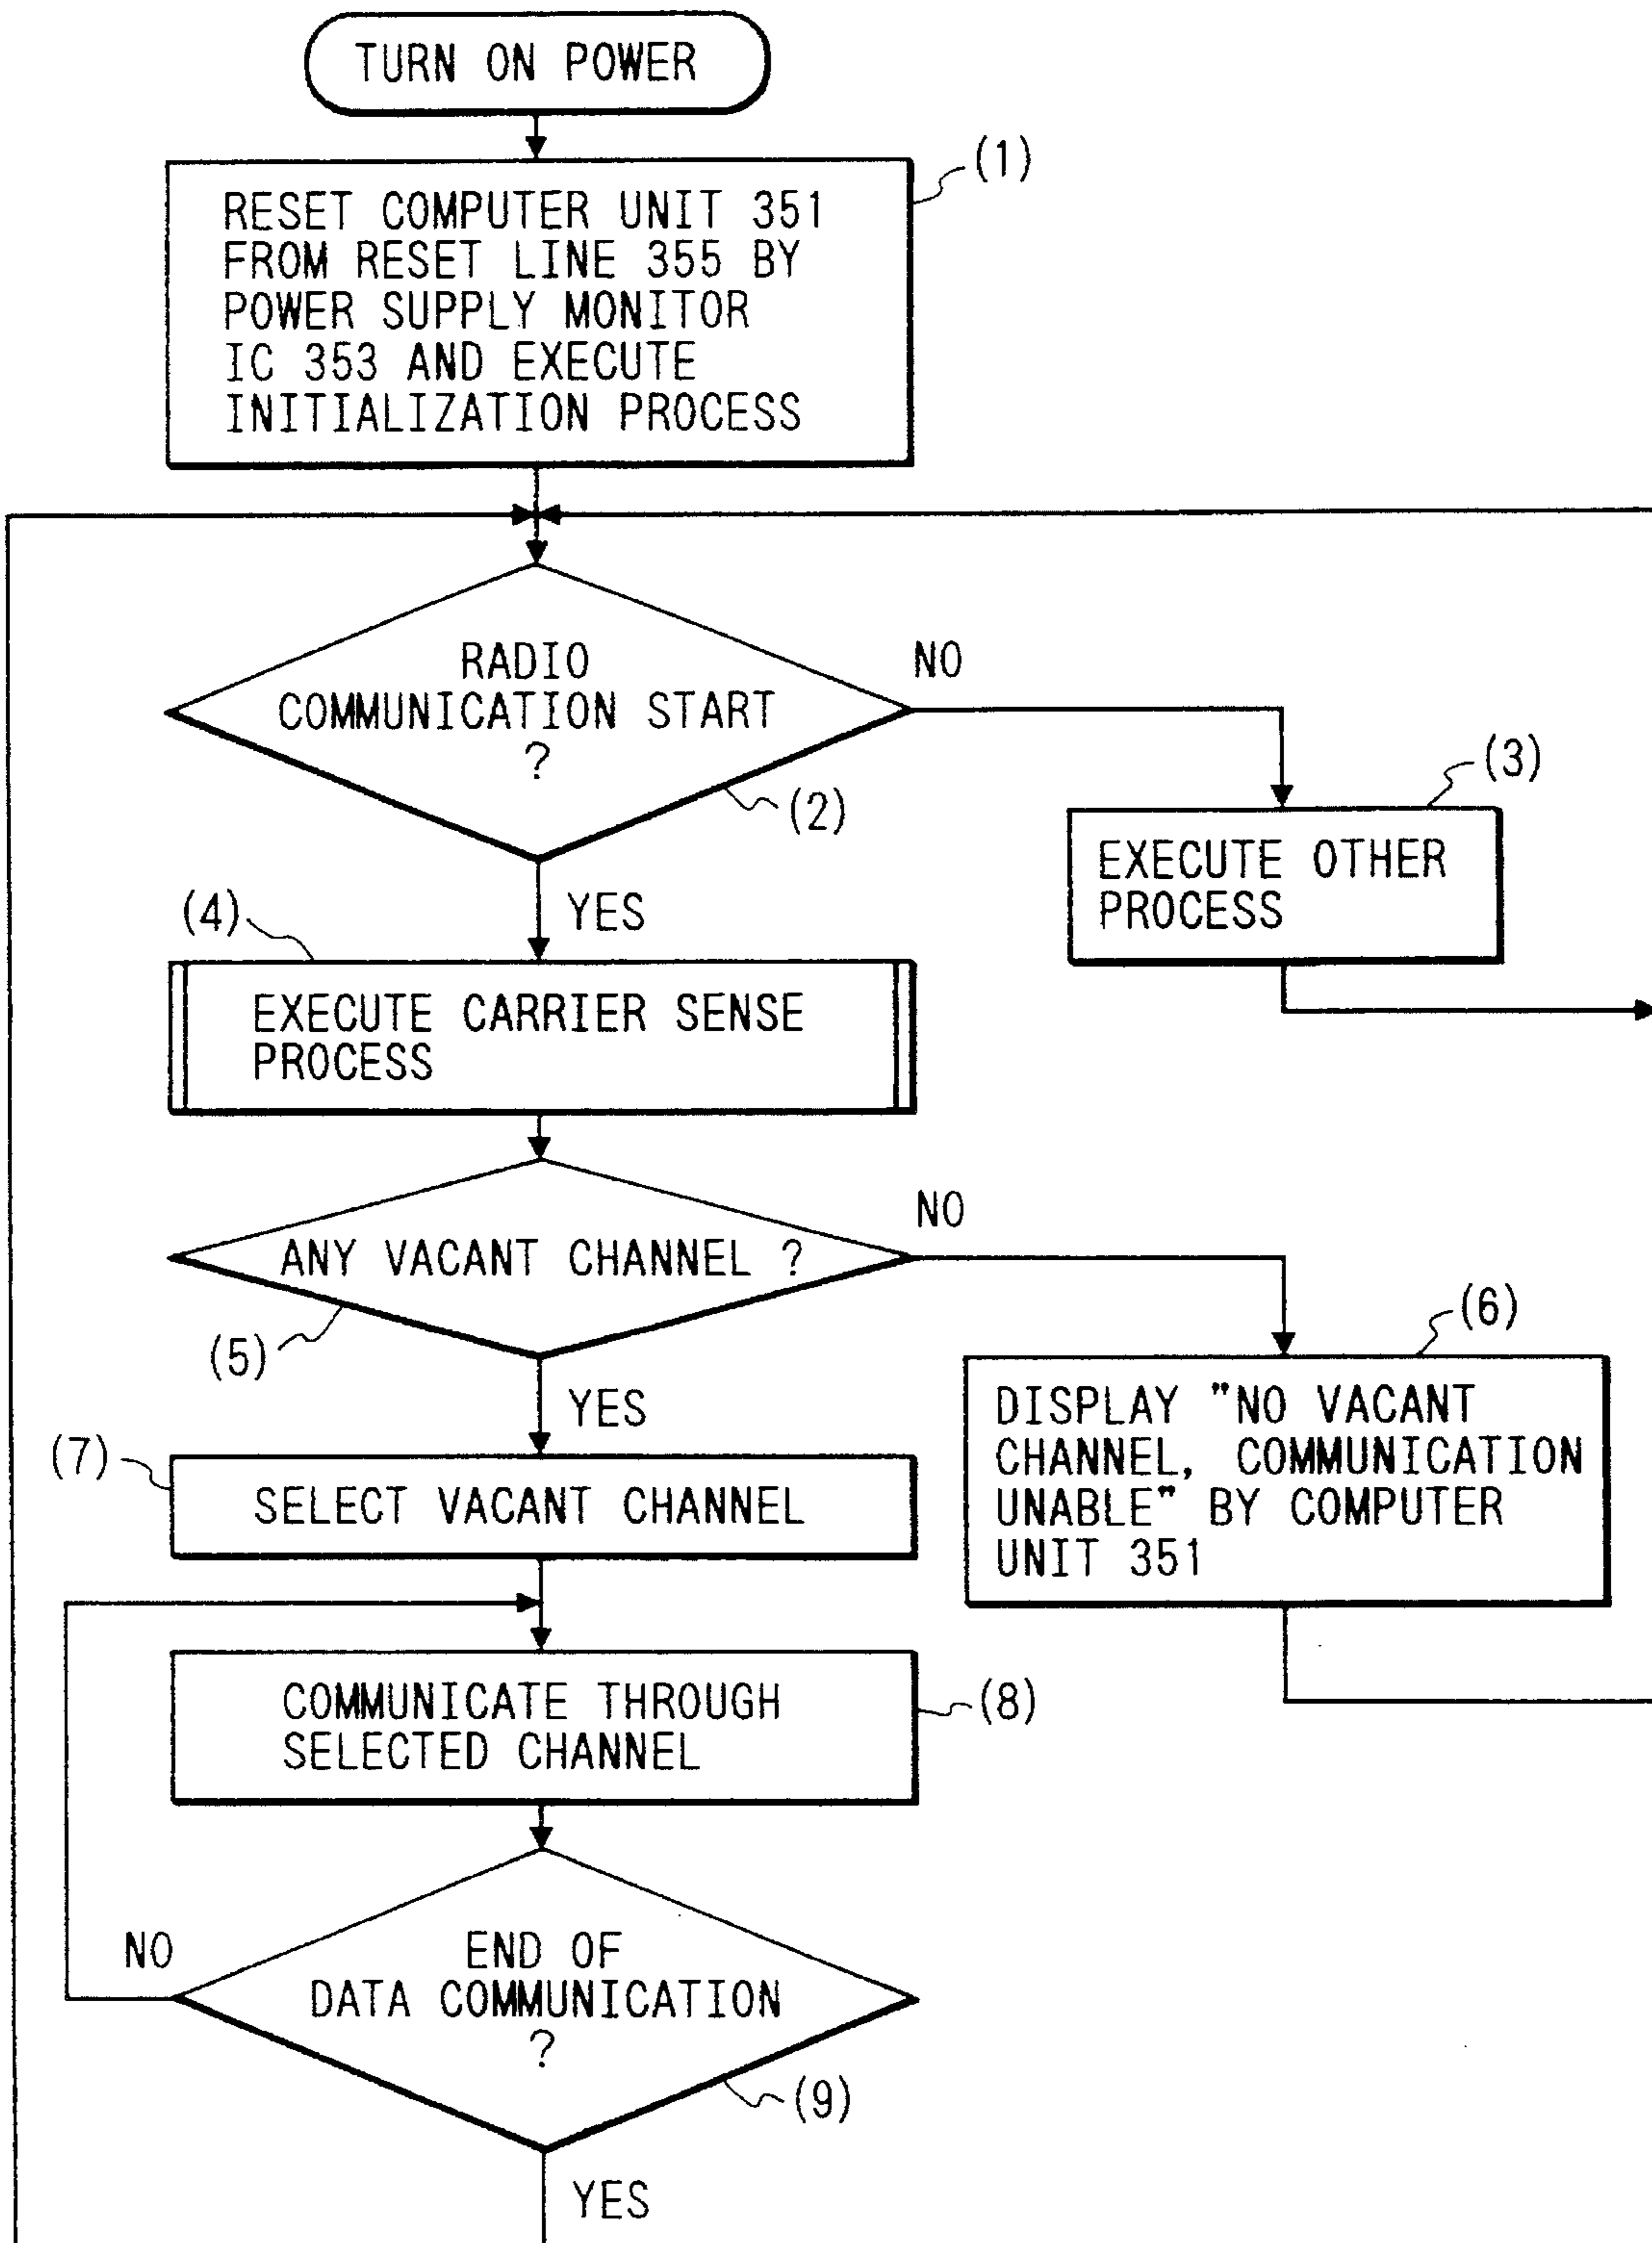 TURN ON POWER
(1)
RESET COMPUTER UNIT 351
FROM RESET LINE 355 BY
POWER SUPPLY MONITOR
IC 353 AND EXECUTE
INITIALIZATION PROCESS
RADIO
COMMUNICATION START
?
NO
(2)
(3)
EXECUTE OTHER
PROCESS
YES
(4)
EXECUTE CARRIER SENSE
PROCESS
ANY VACANT CHANNEL ?
NO
(5)
(6)
DISPLAY "NO VACANT
CHANNEL, COMMUNICATION
UNABLE" BY COMPUTER
UNIT 351
YES
(7)
SELECT VACANT CHANNEL
COMMUNICATE THROUGH
SELECTED CHANNEL
(8)
NO
END OF
DATA COMMUNICATION
?
(9)
YES